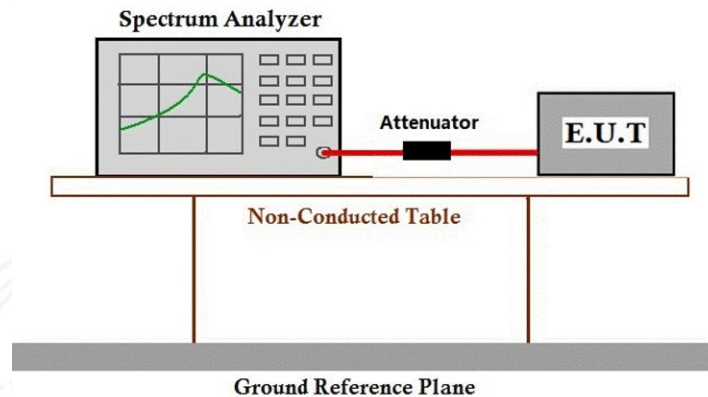 Spectrum Analyzer
Attenuator
E.U.T
Non-Conducted Table
Ground Reference Plane